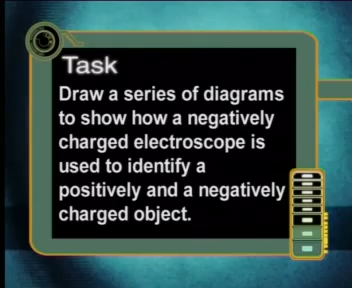 Task
Draw a series of diagrams
to show how a negatively
charged electroscope is
used to identify a
positively and a negatively
charged object.